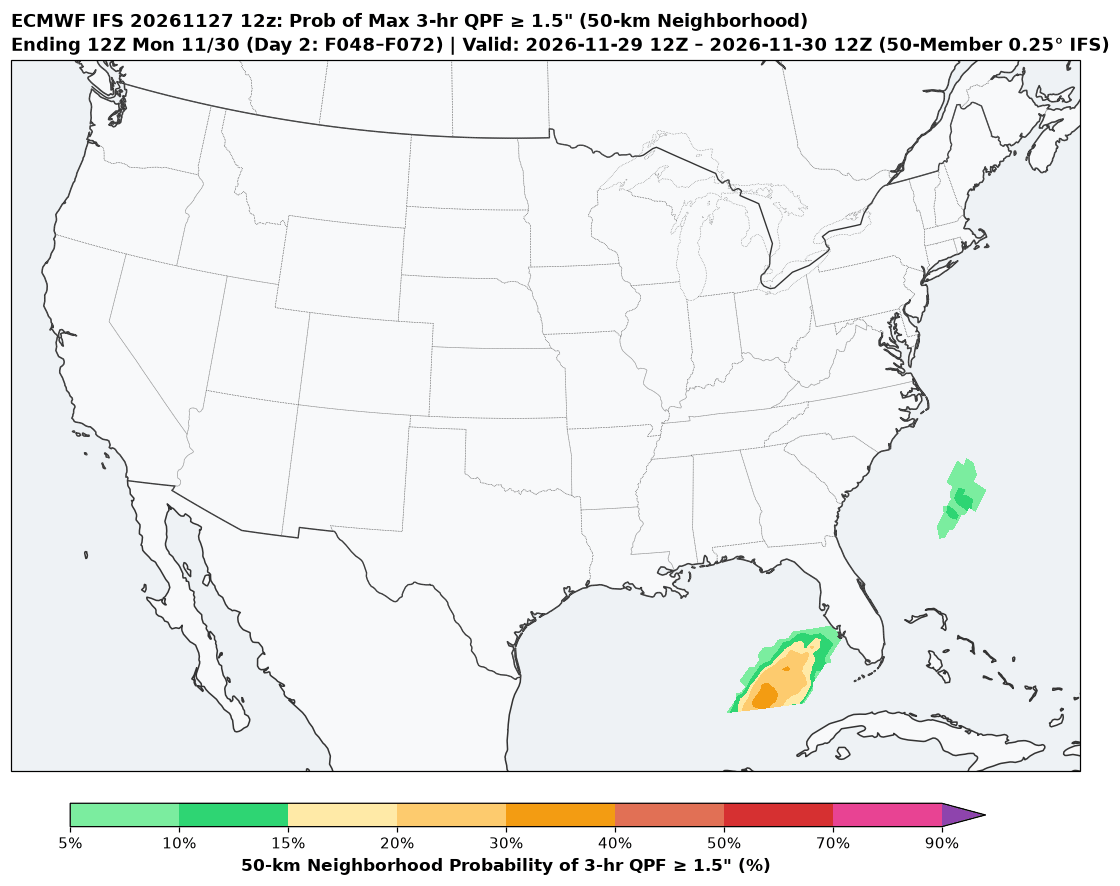 ECMWF IFS 20261127 12z: Prob of Max 3-hr QPF ≥ 1.5" (50-km Neighborhood)
Ending 12Z Mon 11/30 (Day 2: F048–F072) | Valid: 2026-11-29 12Z – 2026-11-30 12Z (50-Member 0.25° IFS)
5% 10% 15% 20% 30% 40% 50% 70% 90%
50-km Neighborhood Probability of 3-hr QPF ≥ 1.5" (%)